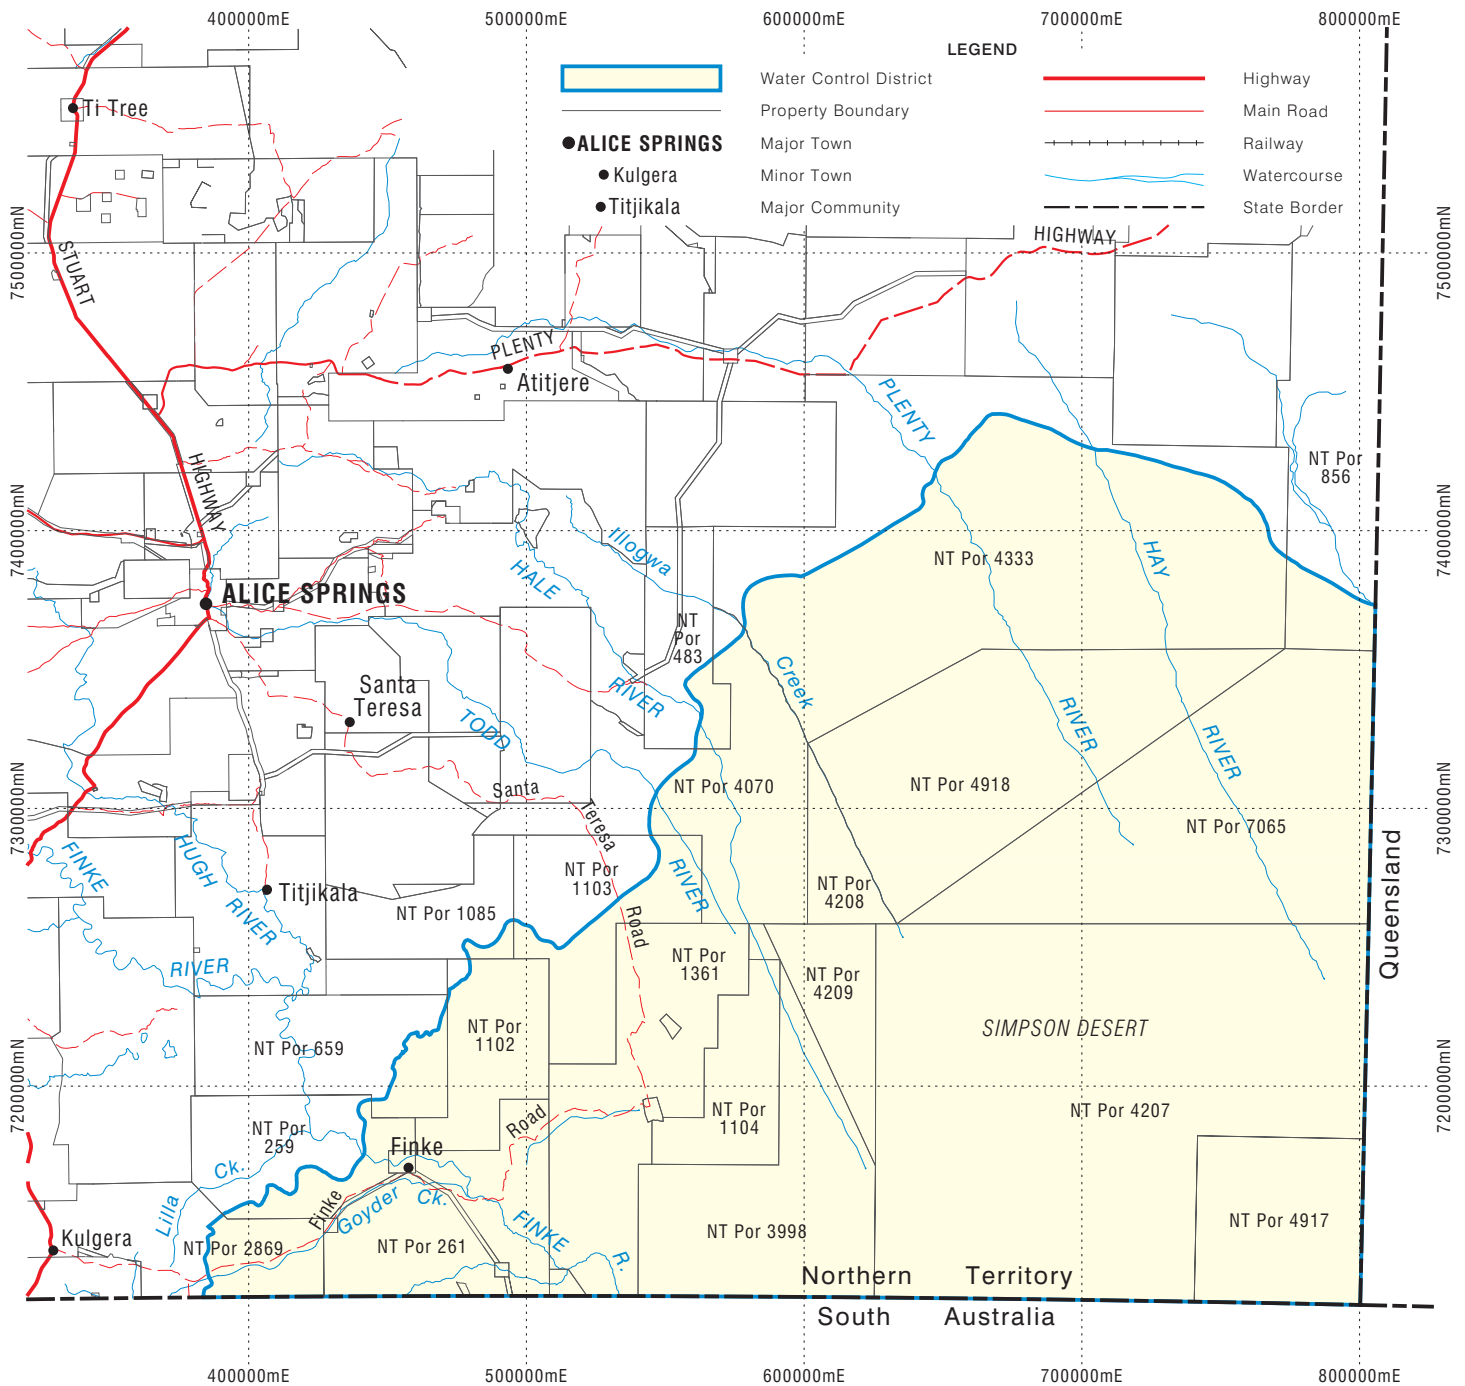 400000mE
500000mE
600000mE
700000mE
800000mE
LEGEND
Water Control District
Highway
Property Boundary
Main Road
ALICE SPRINGS
Major Town
Railway
Kulgera
Minor Town
Watercourse
Titjikala
Major Community
State Border
Ti Tree
7500000mN
7500000mN
STUART
HIGHWAY
HIGHWAY
PLENTY
Atitjere
PLENTY
RIVER
NT Por
856
7400000mN
7400000mN
Illogwa
Creek
HALE
RIVER
NT Por 4333
HAY
RIVER
ALICE SPRINGS
NT
Por
483
Santa
Teresa
TODD
RIVER
NT Por 4070
NT Por 4918
Santa
Teresa
Road
7300000mN
7300000mN
NT Por 7065
FINKE
RIVER
HUGH
RIVER
Queensland
NT Por
1103
NT Por
4208
Titjikala
NT Por 1085
NT Por
1361
NT Por
4209
NT Por
1102
SIMPSON DESERT
NT Por 659
7200000mN
7200000mN
NT Por
1104
NT Por 4207
NT Por
259
Road
Finke
Finke
Lilla
Ck.
Goyder
Ck.
FINKE
R.
Kulgera
NT Por 2869
NT Por 261
NT Por 3998
NT Por 4917
Northern Territory
South Australia
400000mE
500000mE
600000mE
700000mE
800000mE